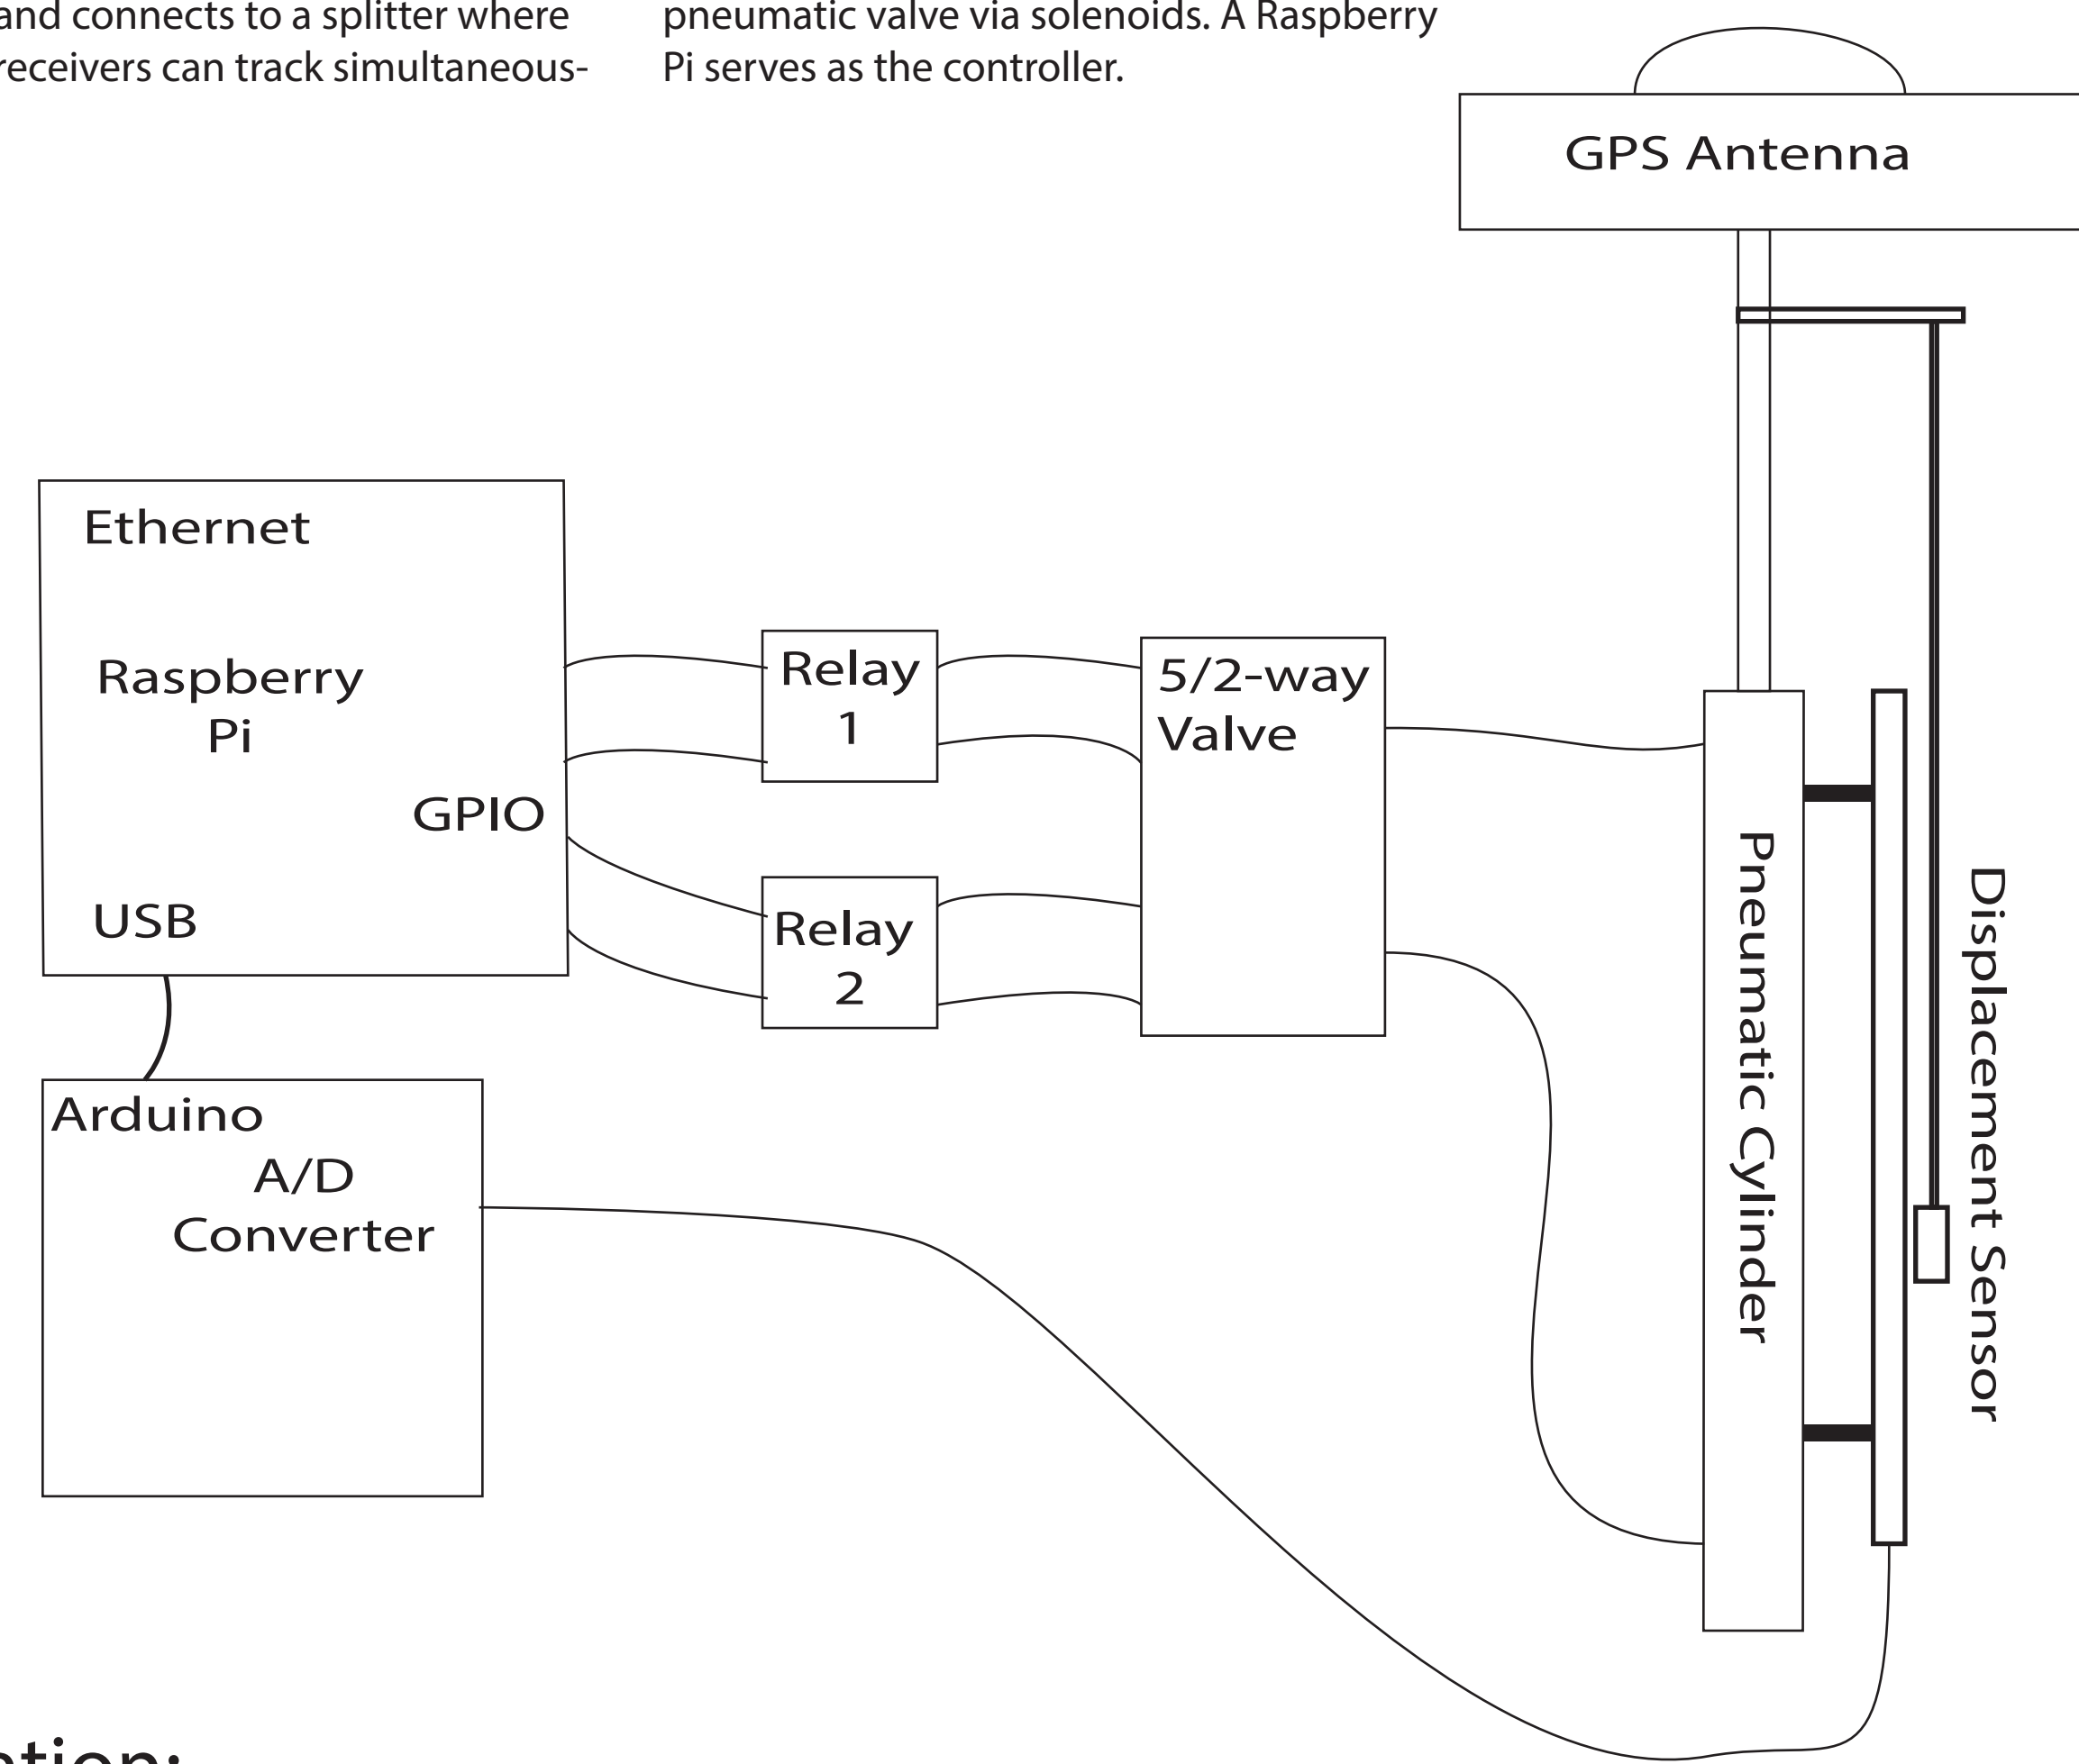 and connects to a splitter where
receivers can track simultaneous-
pneumatic valve via solenoids. A Raspberry
Pi serves as the controller.
GPS Antenna
Ethernet
Raspberry
Pi
GPIO
USB
Relay
1
Relay
2
5/2-way
Valve
Pneumatic Cylinder
Displacement Sensor
Arduino
A/D
Converter